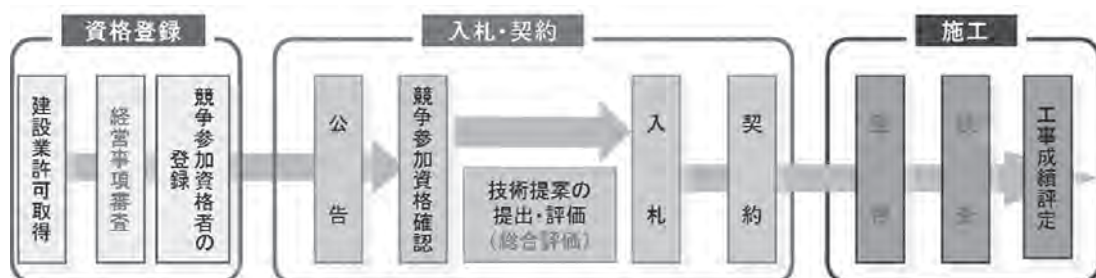 資格登録
建設業許可取得
経営事項審査
競争参加資格者の
登録
入札・契約
公告
競争参加資格確認
技術提案の
提出・評価
(総合評価)
入札
契約
施工
工事成績評定